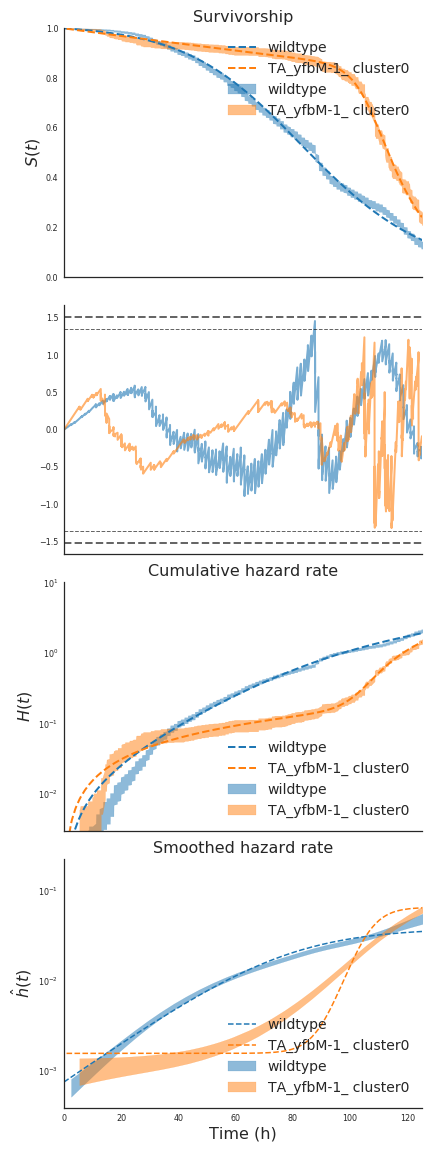 Survivorship
1.0
0.8
0.6
0.4
0.2
0.0
S(t)
wildtype
TA_yfbM-1_ cluster0
wildtype
TA_yfbM-1_ cluster0
1.5
1.0
0.5
0.0
−0.5
−1.0
−1.5
Cumulative hazard rate
10¹
10⁰
10⁻¹
10⁻²
H(t)
wildtype
TA_yfbM-1_ cluster0
wildtype
TA_yfbM-1_ cluster0
Smoothed hazard rate
10⁻¹
10⁻²
10⁻³
ĥ(t)
wildtype
TA_yfbM-1_ cluster0
wildtype
TA_yfbM-1_ cluster0
0 20 40 60 80 100 120
Time (h)